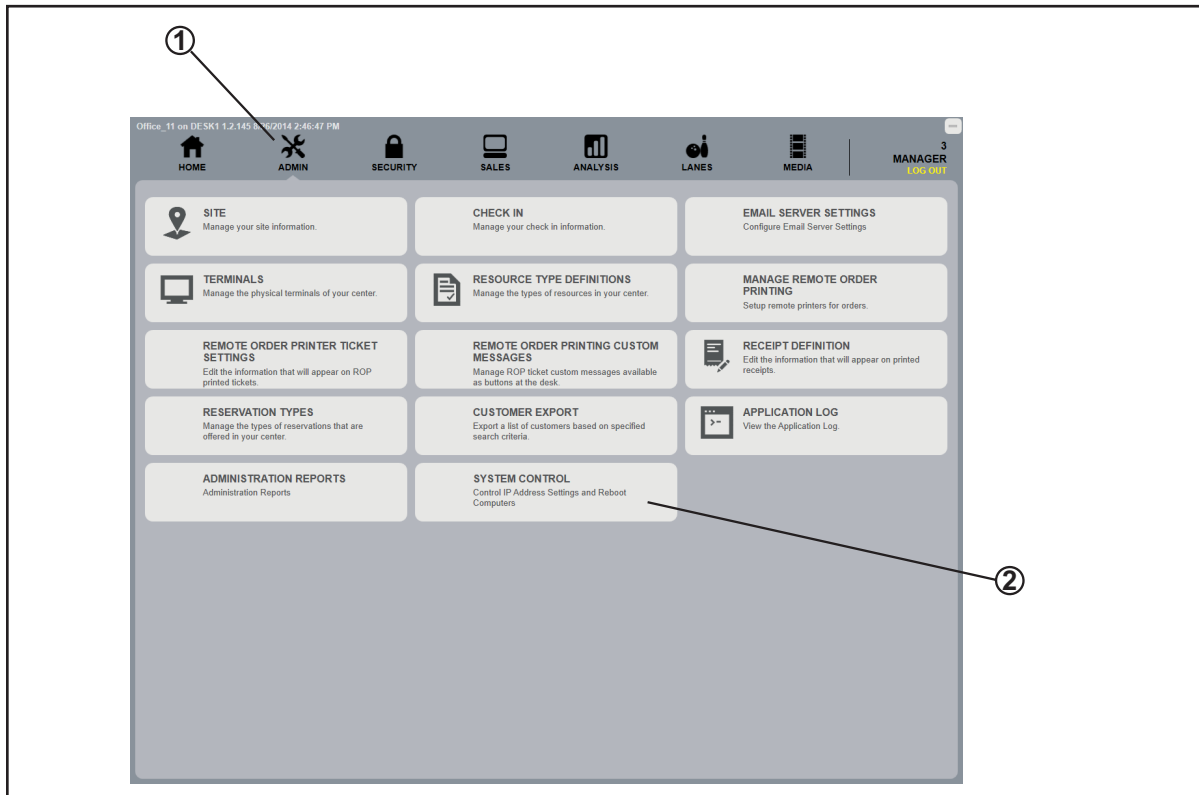 1
Office_11 on DESK1 1.2.145 8/26/2014 2:46:47 PM
HOME
ADMIN
SECURITY
SALES
ANALYSIS
LANES
MEDIA
3
MANAGER
LOG OUT
SITE
Manage your site information.
CHECK IN
Manage your check in information.
EMAIL SERVER SETTINGS
Configure Email Server Settings
TERMINALS
Manage the physical terminals of your center.
RESOURCE TYPE DEFINITIONS
Manage the types of resources in your center.
MANAGE REMOTE ORDER
PRINTING
Setup remote printers for orders.
REMOTE ORDER PRINTER TICKET
SETTINGS
Edit the information that will appear on ROP
printed tickets.
REMOTE ORDER PRINTING CUSTOM
MESSAGES
Manage ROP ticket custom messages available
as buttons at the desk.
RECEIPT DEFINITION
Edit the information that will appear on printed
receipts.
RESERVATION TYPES
Manage the types of reservations that are
offered in your center.
CUSTOMER EXPORT
Export a list of customers based on specified
search criteria.
APPLICATION LOG
View the Application Log.
ADMINISTRATION REPORTS
Administration Reports
SYSTEM CONTROL
Control IP Address Settings and Reboot
Computers
2